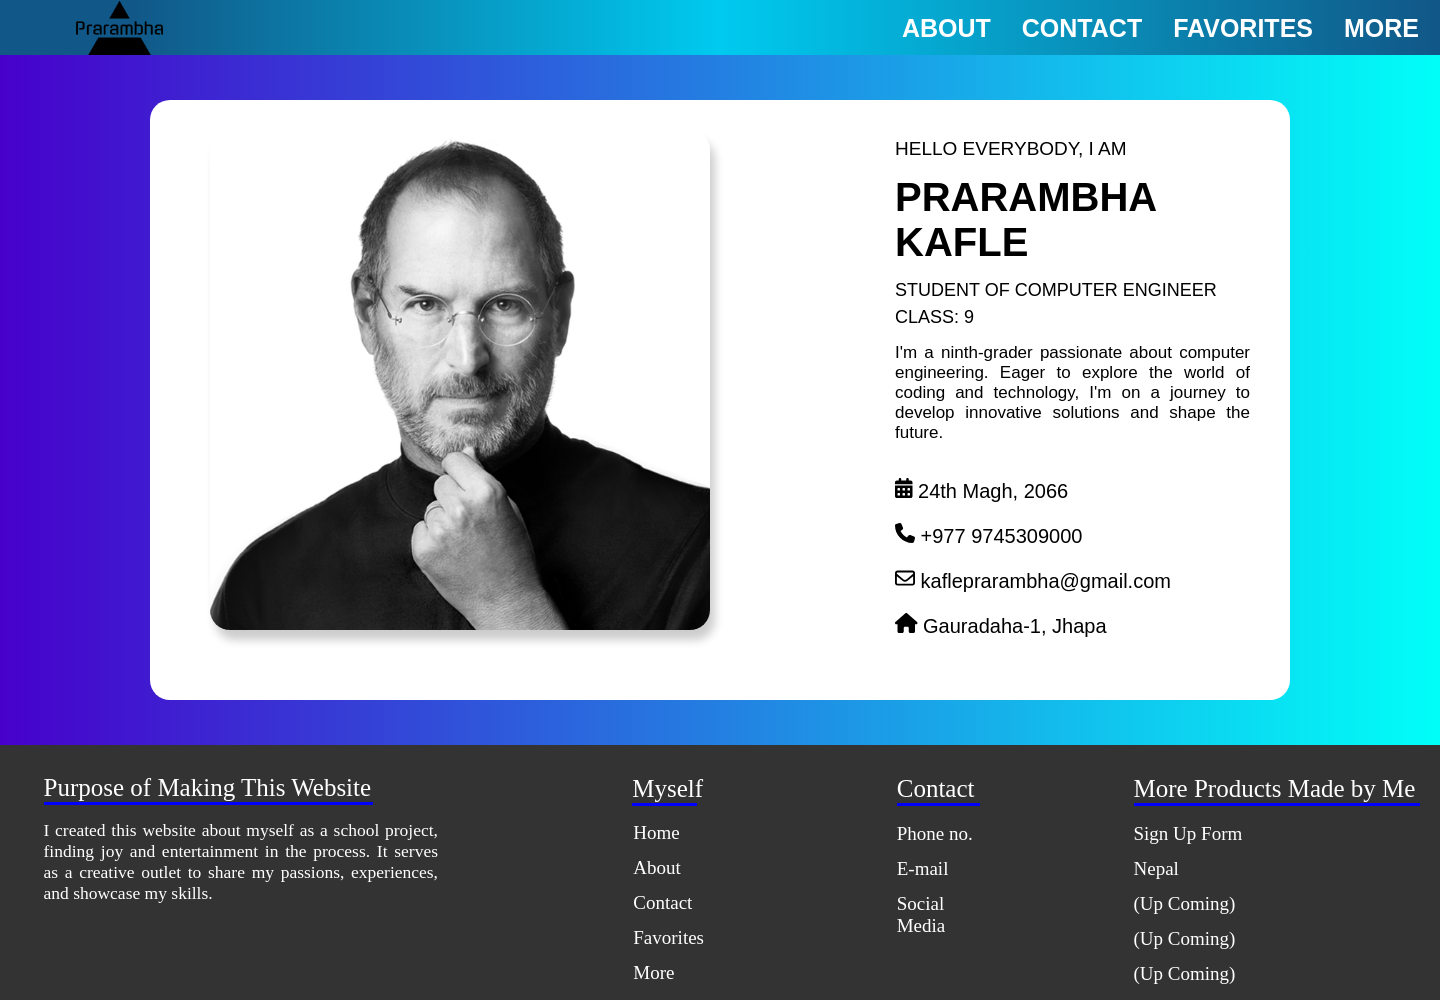 Prarambha
ABOUT CONTACT FAVORITES MORE
HELLO EVERYBODY, I AM
PRARAMBHA
KAFLE
STUDENT OF COMPUTER ENGINEER
CLASS: 9
I'm a ninth-grader passionate about computer
engineering. Eager to explore the world of
coding and technology, I'm on a journey to
develop innovative solutions and shape the
future.
24th Magh, 2066
+977 9745309000
kafleprarambha@gmail.com
Gauradaha-1, Jhapa
Purpose of Making This Website
I created this website about myself as a school project,
finding joy and entertainment in the process. It serves
as a creative outlet to share my passions, experiences,
and showcase my skills.
Myself
Home
About
Contact
Favorites
More
Contact
Phone no.
E-mail
Social
Media
More Products Made by Me
Sign Up Form
Nepal
(Up Coming)
(Up Coming)
(Up Coming)